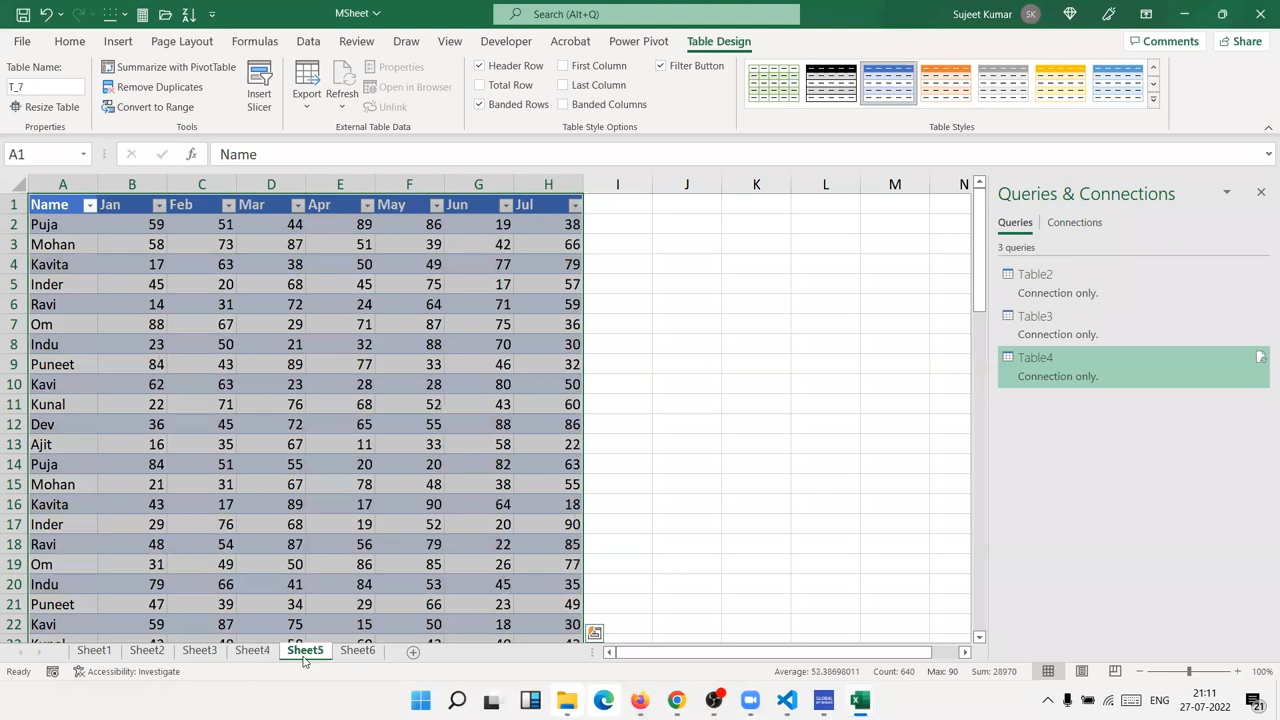 MSheet
Search (Alt+Q)
Sujeet Kumar
SK
File Home Insert Page Layout Formulas Data Review Draw View Developer Acrobat Power Pivot Table Design
Comments
Share
Table Name:
T_7
Resize Table
Properties
Summarize with PivotTable
Remove Duplicates
Convert to Range
Tools
Insert
Slicer
Export
Refresh
Properties
Open in Browser
Unlink
External Table Data
Header Row First Column Filter Button
Total Row Last Column
Banded Rows Banded Columns
Table Style Options
Table Styles
A1
fx
Name
A B C D E F G H I J K L M N
1 Name Jan Feb Mar Apr May Jun Jul
2 Puja 59 51 44 89 86 19 38
3 Mohan 58 73 87 51 39 42 66
4 Kavita 17 63 38 50 49 77 79
5 Inder 45 20 68 45 75 17 57
6 Ravi 14 31 72 24 64 71 59
7 Om 88 67 29 71 87 75 36
8 Indu 23 50 21 32 88 70 30
9 Puneet 84 43 89 77 33 46 32
10 Kavi 62 63 23 28 28 80 50
11 Kunal 22 71 76 68 52 43 60
12 Dev 36 45 72 65 55 88 86
13 Ajit 16 35 67 11 33 58 22
14 Puja 84 51 55 20 20 82 63
15 Mohan 21 31 67 78 48 38 55
16 Kavita 43 17 89 17 90 64 18
17 Inder 29 76 68 19 52 20 90
18 Ravi 48 54 87 56 79 22 85
19 Om 31 49 50 86 85 26 77
20 Indu 79 66 41 84 53 45 35
21 Puneet 47 39 34 29 66 23 49
22 Kavi 59 87 75 15 50 18 30
Queries & Connections
Queries Connections
3 queries
Table2
Connection only.
Table3
Connection only.
Table4
Connection only.
Sheet1 Sheet2 Sheet3 Sheet4 Sheet5 Sheet6
Ready
Accessibility: Investigate
Average: 52.38698011 Count: 640 Max: 90 Sum: 28970
100%
ENG
21:11
27-07-2022
21